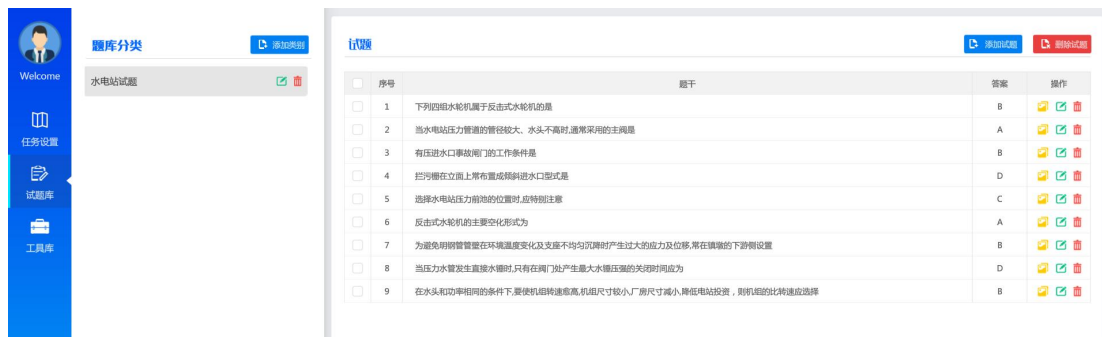 Welcome
任务设置
试题库
工具库
题库分类
添加类别
水电站试题
试题
添加试题
删除试题
序号 题干 答案 操作
1 下列四组水轮机属于反击式水轮机的是 B
2 当水电站压力管道的管径较大、水头不高时,通常采用的主阀是 A
3 有压进水口事故闸门的工作条件是 B
4 拦污栅在立面上常布置成倾斜进水口型式是 D
5 选择水电站压力前池的位置时,应特别注意 C
6 反击式水轮机的主要空化形式为 A
7 为避免明钢管管壁在环境温度变化及支座不均匀沉降时产生过大的应力及位移,常在镇墩的下游侧设置 B
8 当压力水管发生直接水锤时,只有在阀门处产生最大水锤压强的关闭时间应为 D
9 在水头和功率相同的条件下,要使机组转速愈高,机组尺寸较小,厂房尺寸减小,降低电站投资，则机组的比转速应选择 B